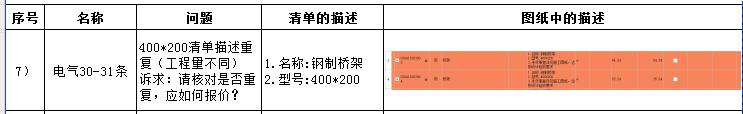 序号 名称 问题 清单的描述 图纸中的描述
7） 电气30-31条
400*200清单描述重
复（工程量不同）
诉求：请核对是否重
复，应如何报价？
1.名称:钢制桥架
2.型号:400*200